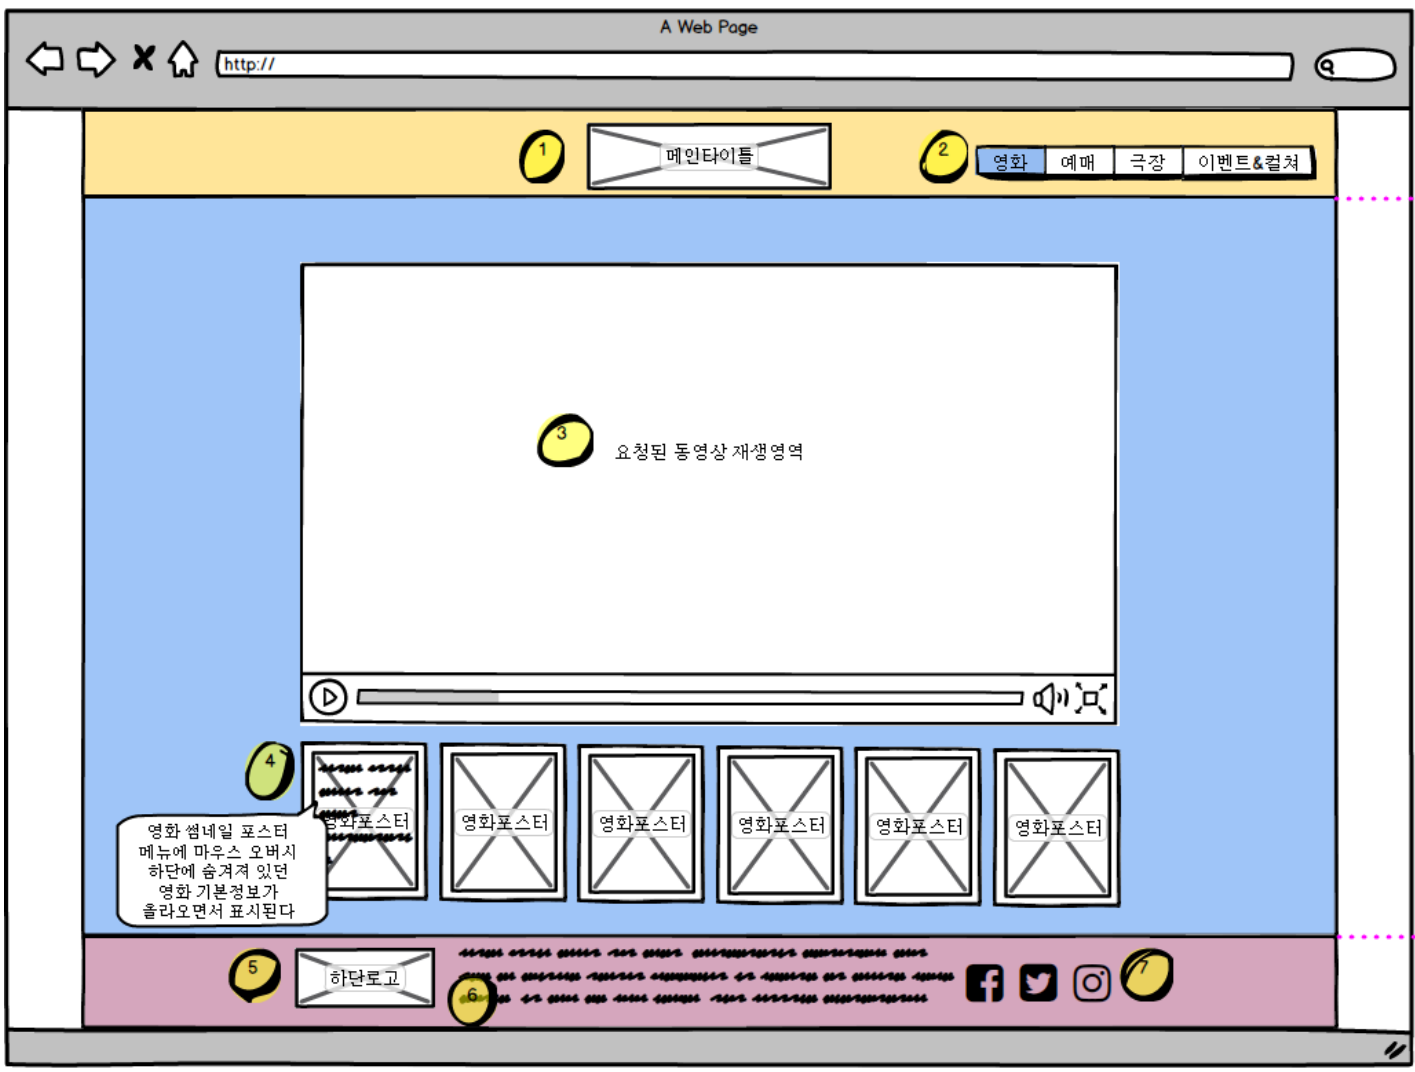 A Web Page
http://
1
메인타이틀
2
영화
예매
극장
이벤트&컬쳐
3
요청된 동영상 재생영역
4
영화포스터
영화포스터
영화포스터
영화포스터
영화포스터
영화포스터
영화 썸네일 포스터
메뉴에 마우스 오버시
하단에 숨겨져 있던
영화 기본정보가
올라오면서 표시된다
5
하단로고
6
7